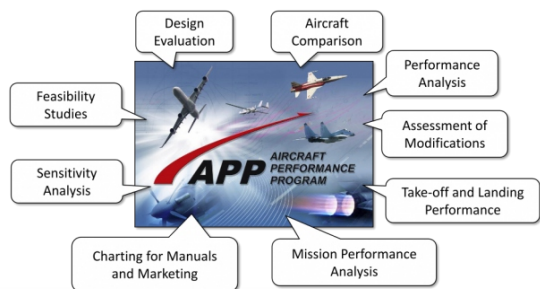 Design
Evaluation
Aircraft
Comparison
Performance
Analysis
Feasibility
Studies
Assessment of
Modifications
Sensitivity
Analysis
APP AIRCRAFT
PERFORMANCE
PROGRAM
Take-off and Landing
Performance
Charting for Manuals
and Marketing
Mission Performance
Analysis